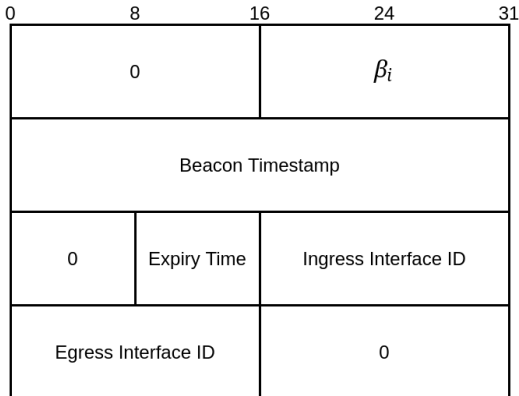 0 8 16 24 31
0 βᵢ
Beacon Timestamp
0 Expiry Time Ingress Interface ID
Egress Interface ID 0